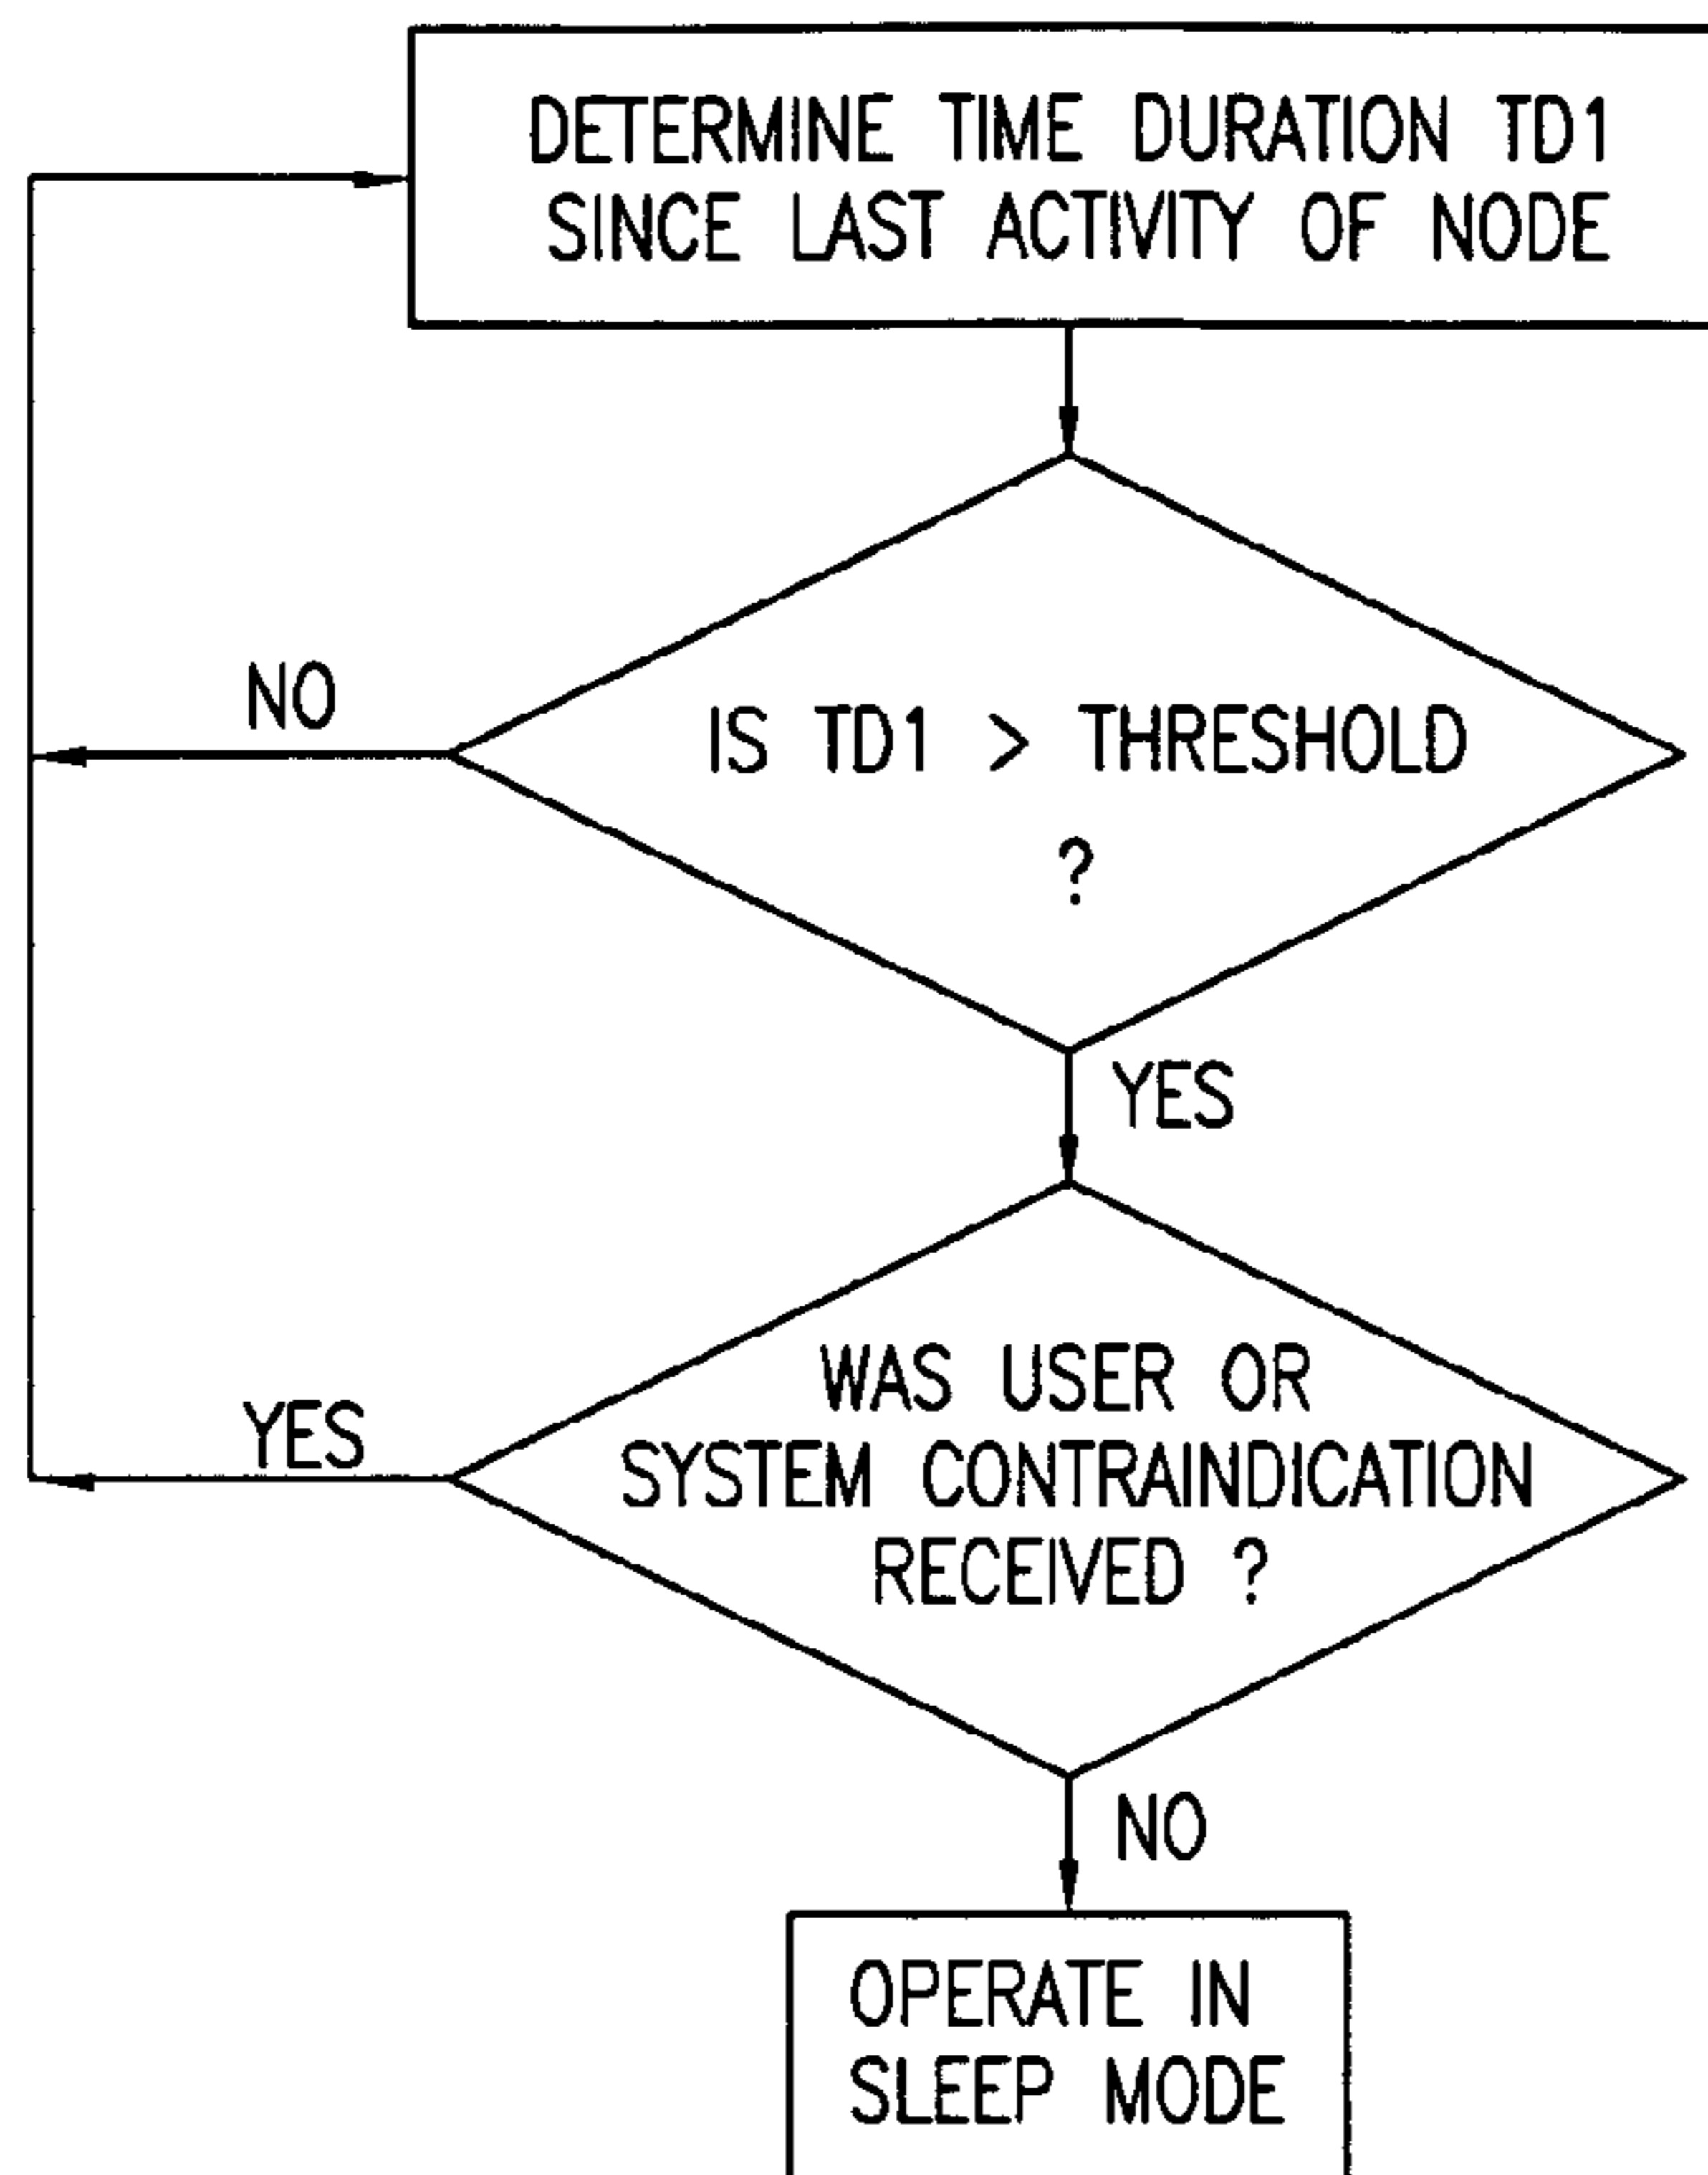 DETERMINE TIME DURATION TD1
SINCE LAST ACTIVITY OF NODE
NO
IS TD1 > THRESHOLD
?
YES
WAS USER OR
SYSTEM CONTRAINDICATION
RECEIVED ?
YES
NO
OPERATE IN
SLEEP MODE